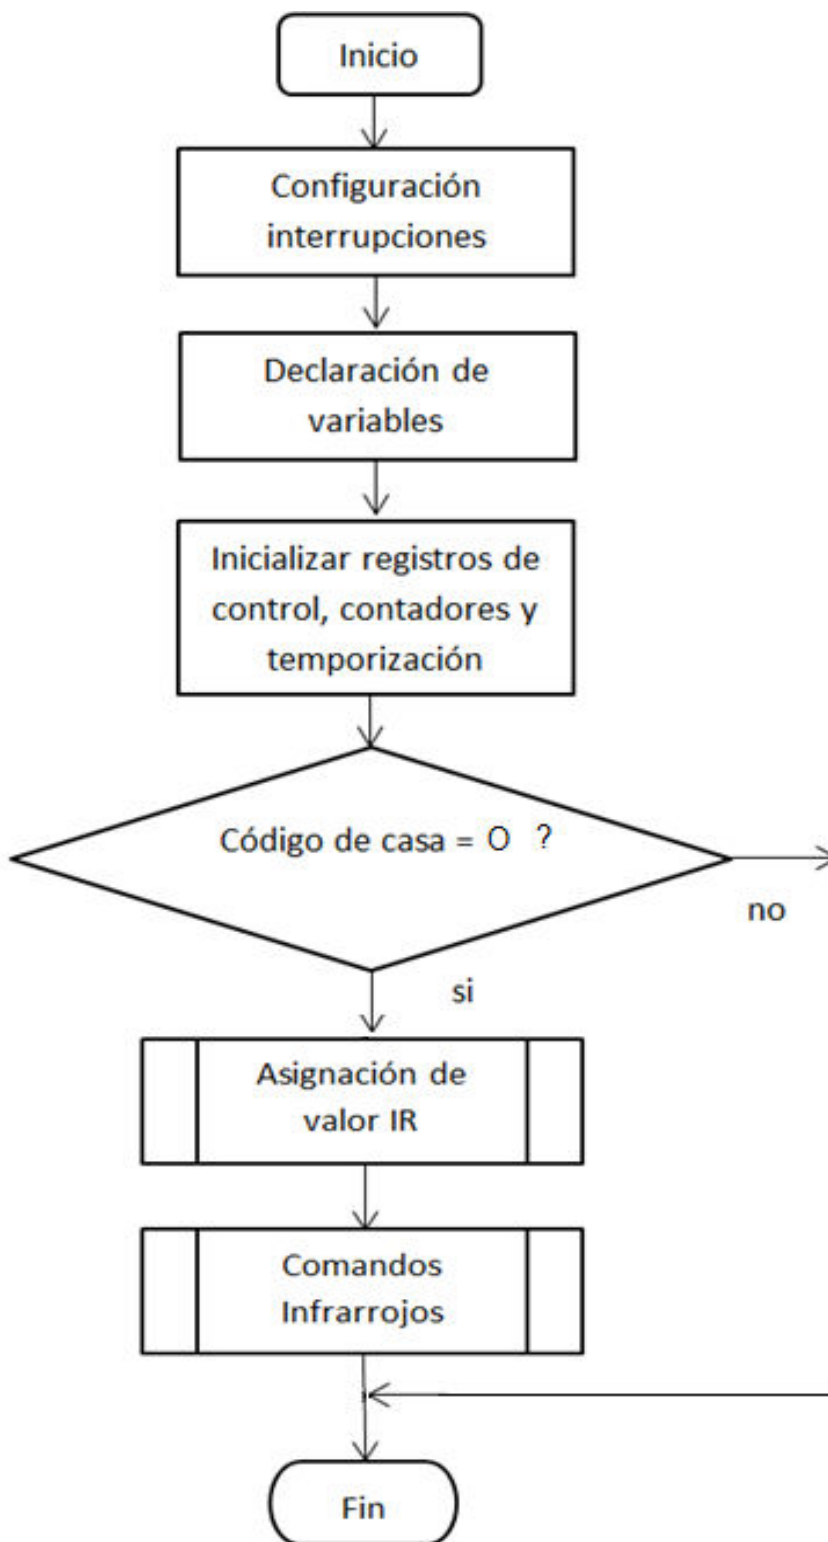 Inicio
Configuración
interrupciones
Declaración de
variables
Inicializar registros de
control, contadores y
temporización
Código de casa = O ?
no
si
Asignación de
valor IR
Comandos
Infrarrojos
Fin